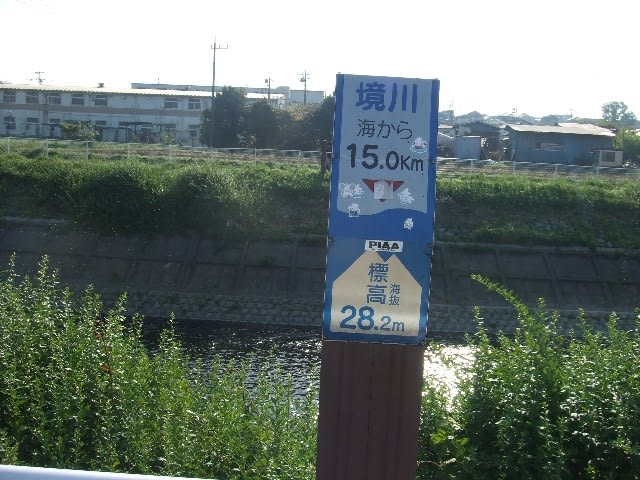 境川
海から
15.0Km
PIAA
標高
海抜
28.2m